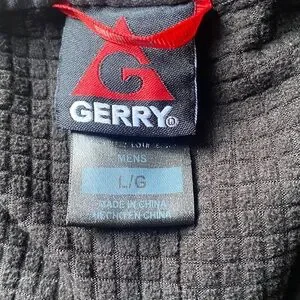 G
GERRY®
MENS
L/G
MADE IN CHINA
HECHO EN CHINA